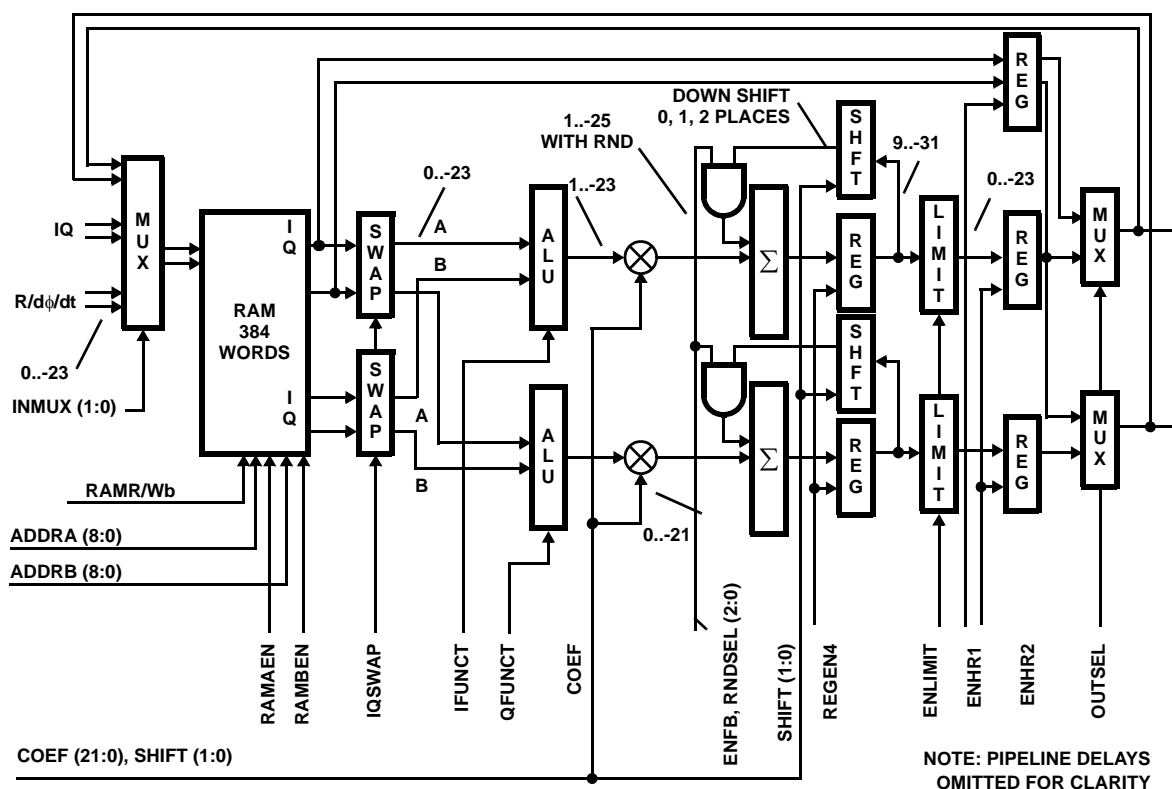 R
E
G
DOWN SHIFT
0, 1, 2 PLACES
S
H
F
T
1..-25
WITH RND
9..-31
0..-23
1..-23
0..-23
M
U
X
IQ
R/dϕ/dt
0..-23
INMUX (1:0)
I
Q
RAM
384
WORDS
I
Q
S
W
A
P
A
B
A
L
U
Σ
R
E
G
L
I
M
I
T
R
E
G
M
U
X
S
W
A
P
A
B
A
L
U
0..-21
S
H
F
T
Σ
R
E
G
L
I
M
I
T
R
E
G
M
U
X
RAMR/Wb
ADDRA (8:0)
ADDRB (8:0)
RAMAEN
RAMBEN
IQSWAP
IFUNCT
QFUNCT
COEF
ENFB, RNDSEL (2:0)
SHIFT (1:0)
REGEN4
ENLIMIT
ENHR1
ENHR2
OUTSEL
COEF (21:0), SHIFT (1:0)
NOTE: PIPELINE DELAYS
OMITTED FOR CLARITY